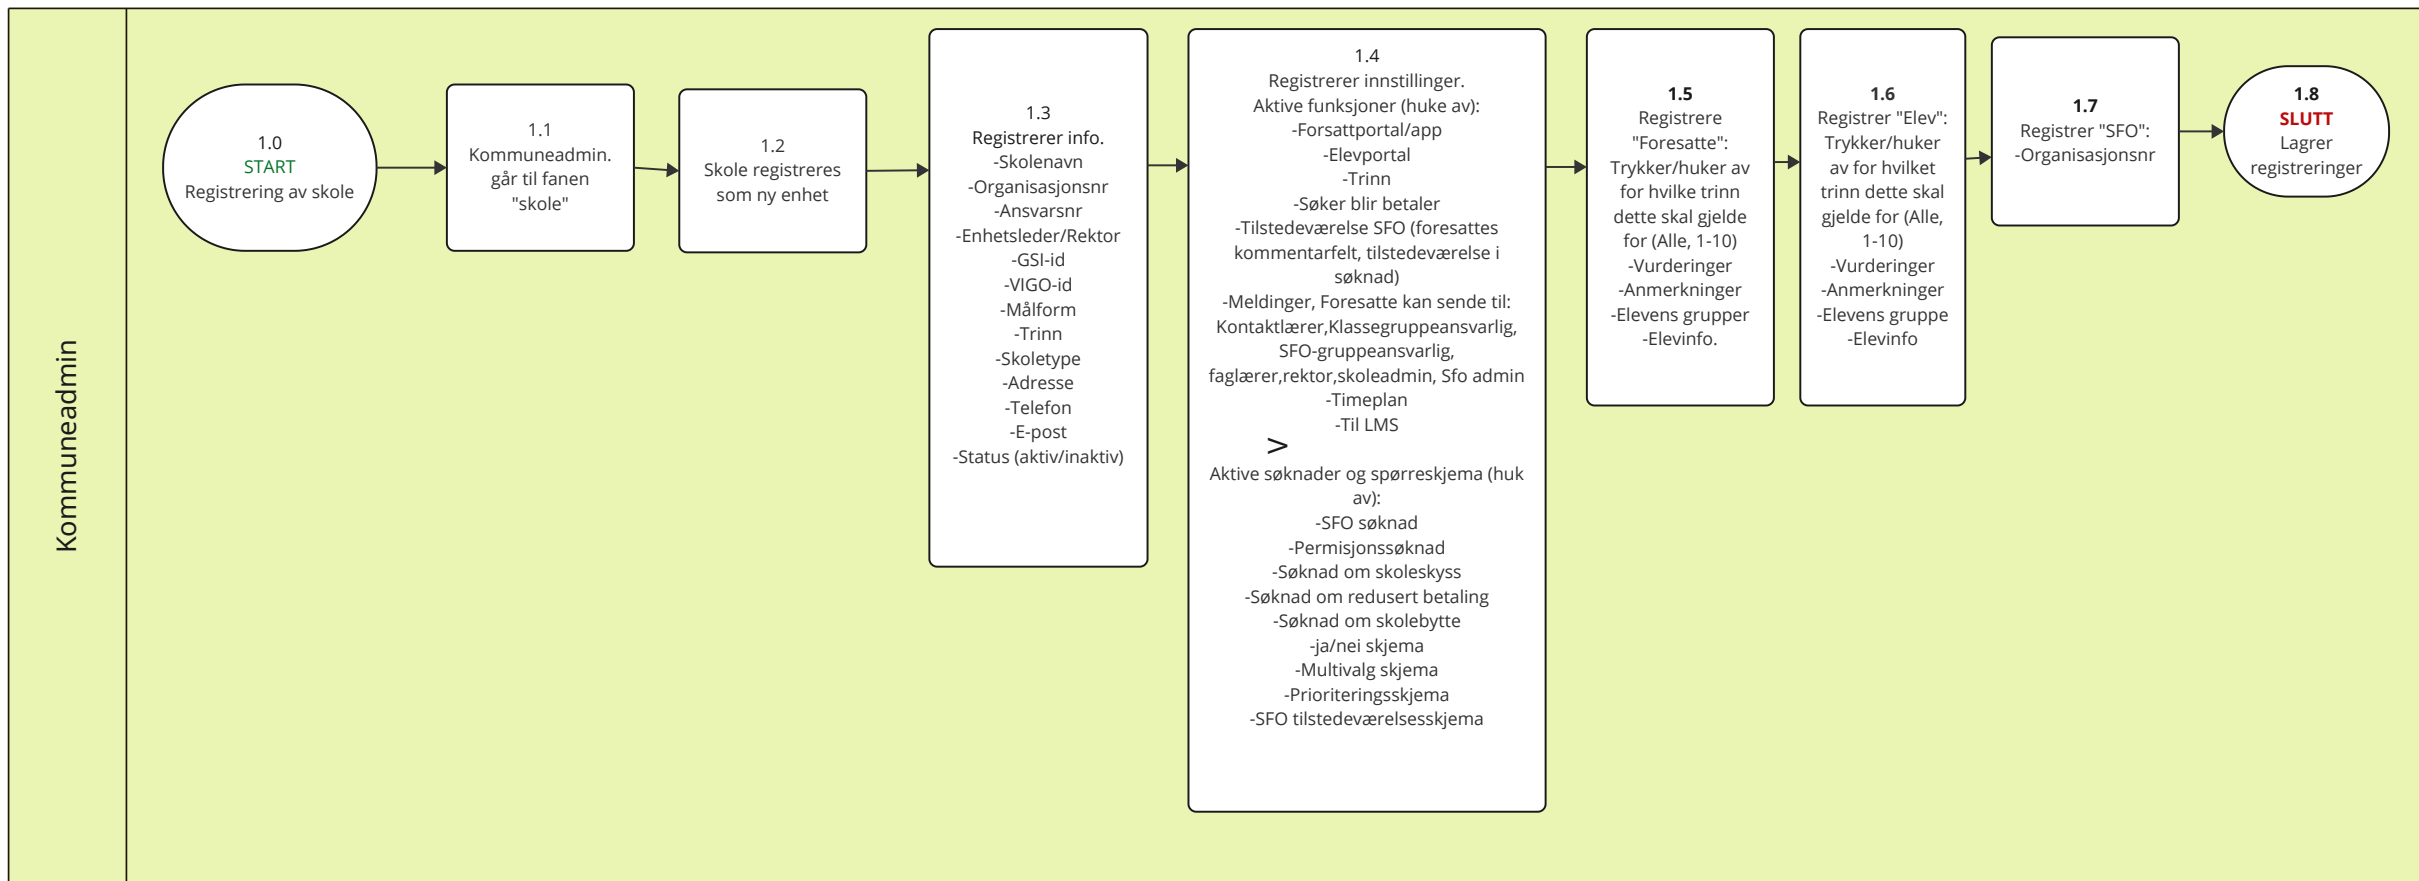 Kommuneadmin
1.0
START
Registrering av skole
1.1
Kommuneadmin.
går til fanen
"skole"
1.2
Skole registreres
som ny enhet
1.3
Registrerer info.
-Skolenavn
-Organisasjonsnr
-Ansvarsnr
-Enhetsleder/Rektor
-GSI-id
-VIGO-id
-Målform
-Trinn
-Skoletype
-Adresse
-Telefon
-E-post
-Status (aktiv/inaktiv)
1.4
Registrerer innstillinger.
Aktive funksjoner (huke av):
-Forsattportal/app
-Elevportal
-Trinn
-Søker blir betaler
-Tilstedeværelse SFO (foresattes
kommentarfelt, tilstedeværelse i
søknad)
-Meldinger, Foresatte kan sende til:
Kontaktlærer,Klassegruppeansvarlig,
SFO-gruppeansvarlig,
faglærer,rektor,skoleadmin, Sfo admin
-Timeplan
-Til LMS
>
Aktive søknader og spørreskjema (huk
av):
-SFO søknad
-Permisjonssøknad
-Søknad om skoleskyss
-Søknad om redusert betaling
-Søknad om skolebytte
-ja/nei skjema
-Multivalg skjema
-Prioriteringsskjema
-SFO tilstedeværelsesskjema
1.5
Registrere
"Foresatte":
Trykker/huker av
for hvilke trinn
dette skal gjelde
for (Alle, 1-10)
-Vurderinger
-Anmerkninger
-Elevens grupper
-Elevinfo.
1.6
Registrer "Elev":
Trykker/huker
av for hvilket
trinn dette skal
gjelde for (Alle,
1-10)
-Vurderinger
-Anmerkninger
-Elevens gruppe
-Elevinfo
1.7
Registrer "SFO":
-Organisasjonsnr
1.8
SLUTT
Lagrer
registreringer